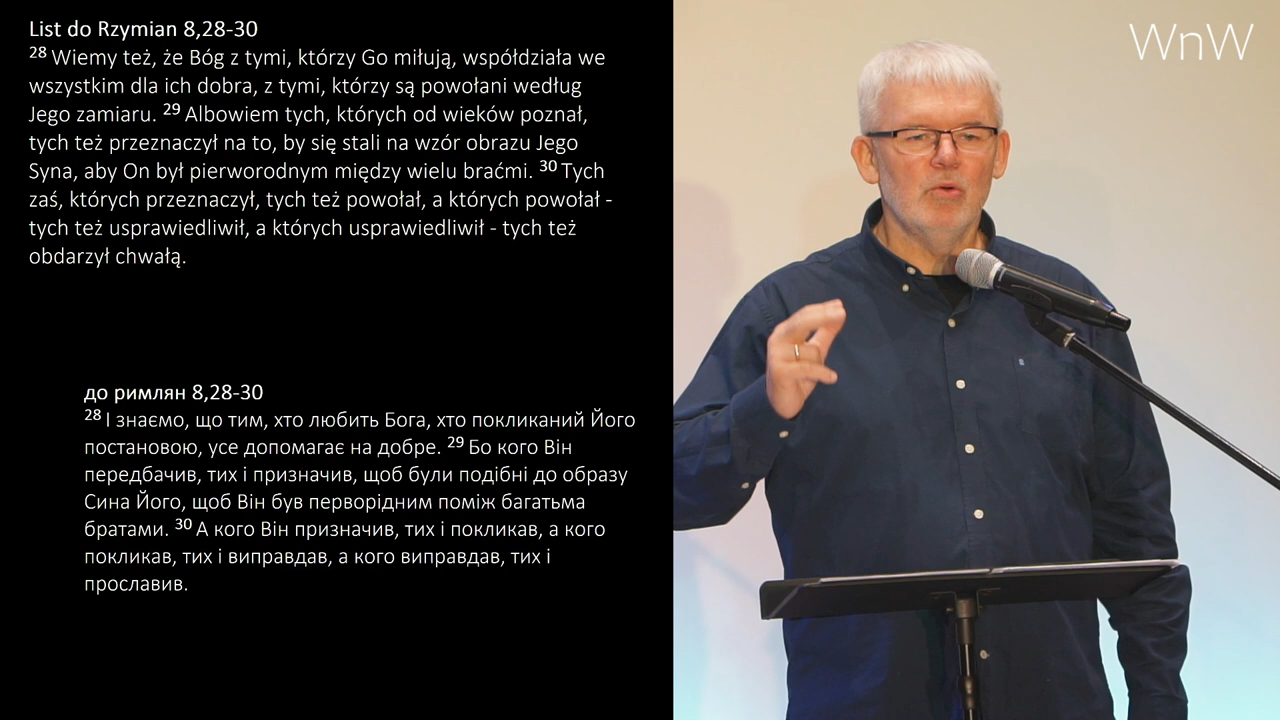 List do Rzymian 8,28-30
28 Wiemy też, że Bóg z tymi, którzy Go miłują, współdziała we
wszystkim dla ich dobra, z tymi, którzy są powołani według
Jego zamiaru. 29 Albowiem tych, których od wieków poznał,
tych też przeznaczył na to, by się stali na wzór obrazu Jego
Syna, aby On był pierworodnym między wielu braćmi. 30 Tych
zaś, których przeznaczył, tych też powołał, a których powołał -
tych też usprawiedliwił, a których usprawiedliwił - tych też
obdarzył chwałą.
до римлян 8,28-30
28 І знаємо, що тим, хто любить Бога, хто покликаний Його
постановою, усе допомагає на добре. 29 Бо кого Він
передбачив, тих і призначив, щоб були подібні до образу
Сина Його, щоб Він був перворідним поміж багатьма
братами. 30 А кого Він призначив, тих і покликав, а кого
покликав, тих і виправдав, а кого виправдав, тих і
прославив.
WnW